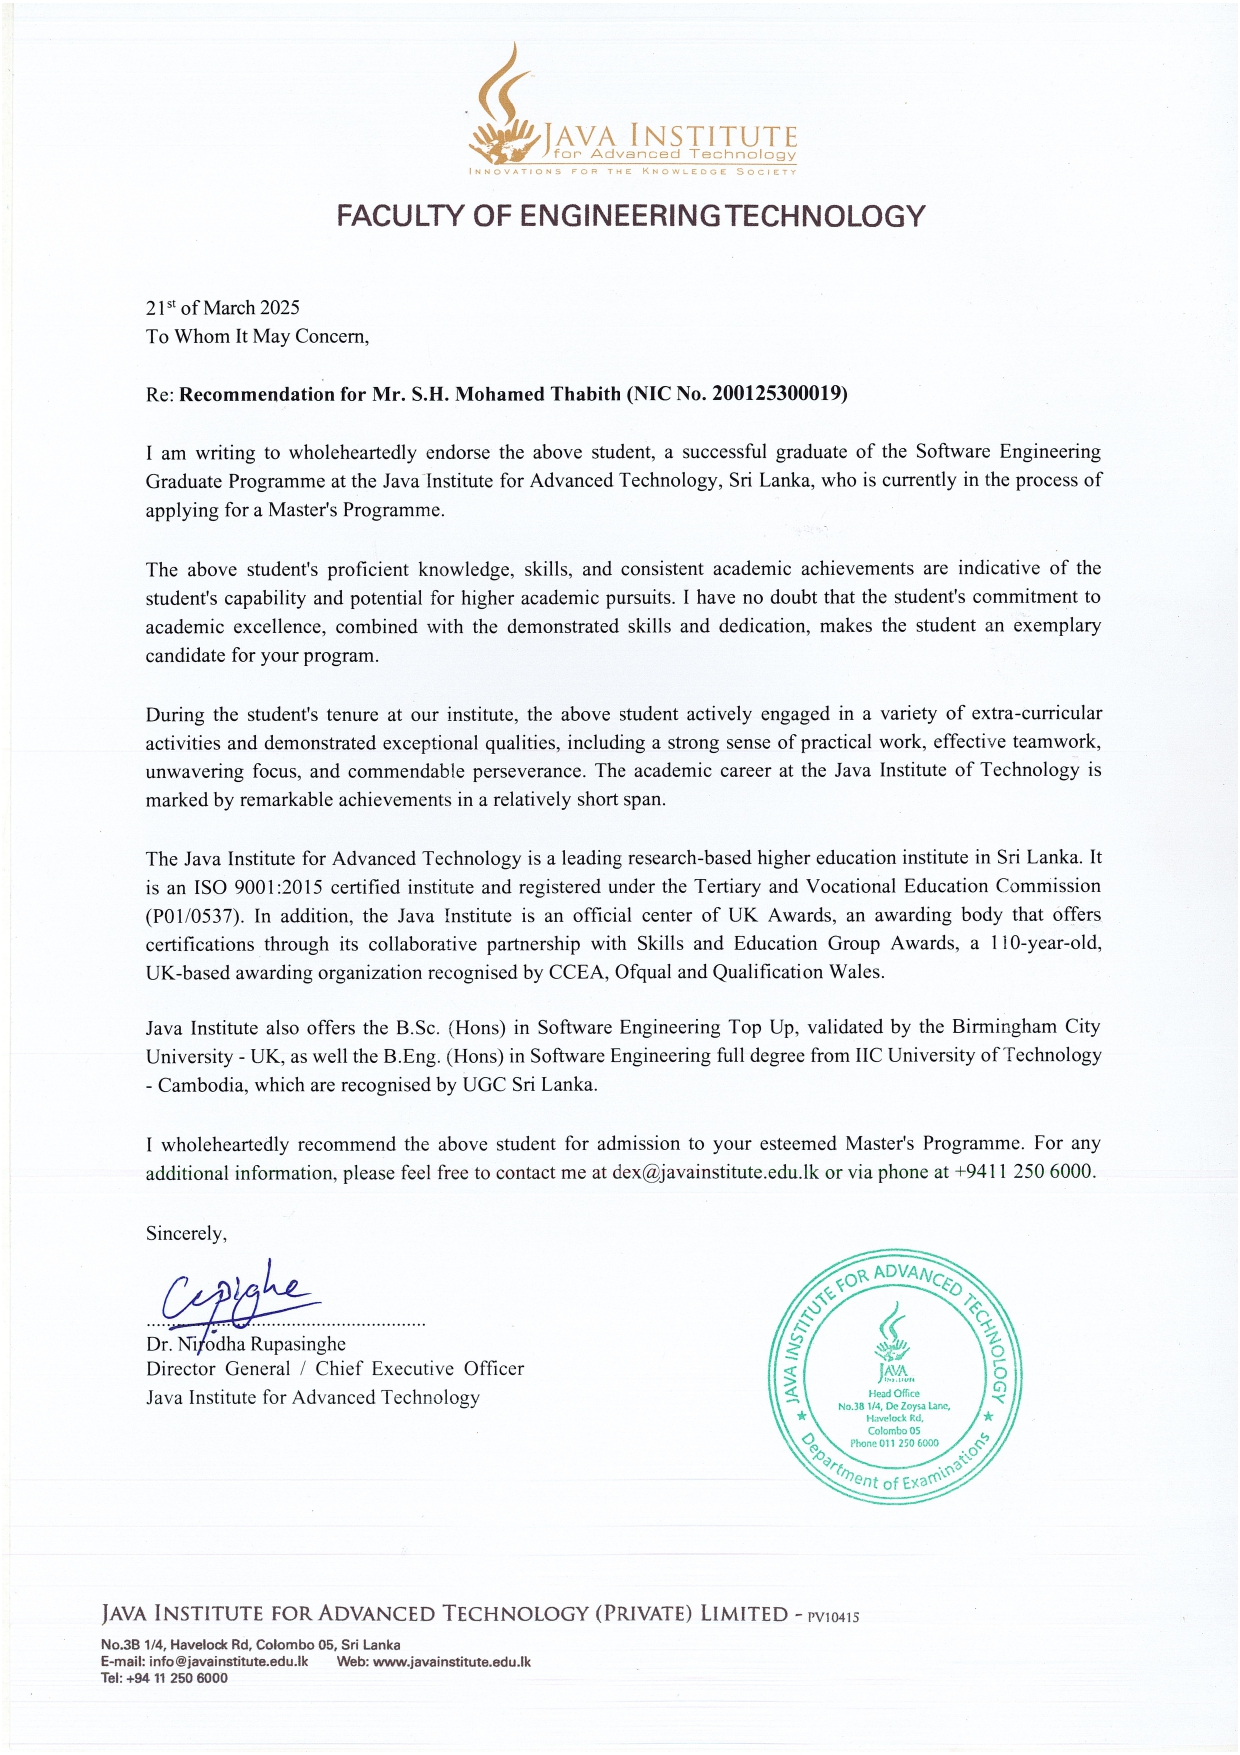 JAVA INSTITUTE
for Advanced Technology
INNOVATIONS FOR THE KNOWLEDGE SOCIETY
FACULTY OF ENGINEERING TECHNOLOGY
21st of March 2025
To Whom It May Concern,
Re: Recommendation for Mr. S.H. Mohamed Thabith (NIC No. 200125300019)
I am writing to wholeheartedly endorse the above student, a successful graduate of the Software Engineering
Graduate Programme at the Java Institute for Advanced Technology, Sri Lanka, who is currently in the process of
applying for a Master's Programme.
The above student's proficient knowledge, skills, and consistent academic achievements are indicative of the
student's capability and potential for higher academic pursuits. I have no doubt that the student's commitment to
academic excellence, combined with the demonstrated skills and dedication, makes the student an exemplary
candidate for your program.
During the student's tenure at our institute, the above student actively engaged in a variety of extra-curricular
activities and demonstrated exceptional qualities, including a strong sense of practical work, effective teamwork,
unwavering focus, and commendable perseverance. The academic career at the Java Institute of Technology is
marked by remarkable achievements in a relatively short span.
The Java Institute for Advanced Technology is a leading research-based higher education institute in Sri Lanka. It
is an ISO 9001:2015 certified institute and registered under the Tertiary and Vocational Education Commission
(P01/0537). In addition, the Java Institute is an official center of UK Awards, an awarding body that offers
certifications through its collaborative partnership with Skills and Education Group Awards, a 110-year-old,
UK-based awarding organization recognised by CCEA, Ofqual and Qualification Wales.
Java Institute also offers the B.Sc. (Hons) in Software Engineering Top Up, validated by the Birmingham City
University - UK, as well the B.Eng. (Hons) in Software Engineering full degree from IIC University of Technology
- Cambodia, which are recognised by UGC Sri Lanka.
I wholeheartedly recommend the above student for admission to your esteemed Master's Programme. For any
additional information, please feel free to contact me at dex@javainstitute.edu.lk or via phone at +9411 250 6000.
Sincerely,
Dr. Nirodha Rupasinghe
Director General / Chief Executive Officer
Java Institute for Advanced Technology
JAVA INSTITUTE FOR ADVANCED TECHNOLOGY
JAVA
INSTITUTE
Head Office
No.3B 1/4, De Zoysa Lane,
Havelock Rd,
Colombo 05
Phone 011 250 6000
★ Department of Examinations ★
JAVA INSTITUTE FOR ADVANCED TECHNOLOGY (PRIVATE) LIMITED - PV10415
No.3B 1/4, Havelock Rd, Colombo 05, Sri Lanka
E-mail: info@javainstitute.edu.lk Web: www.javainstitute.edu.lk
Tel: +94 11 250 6000